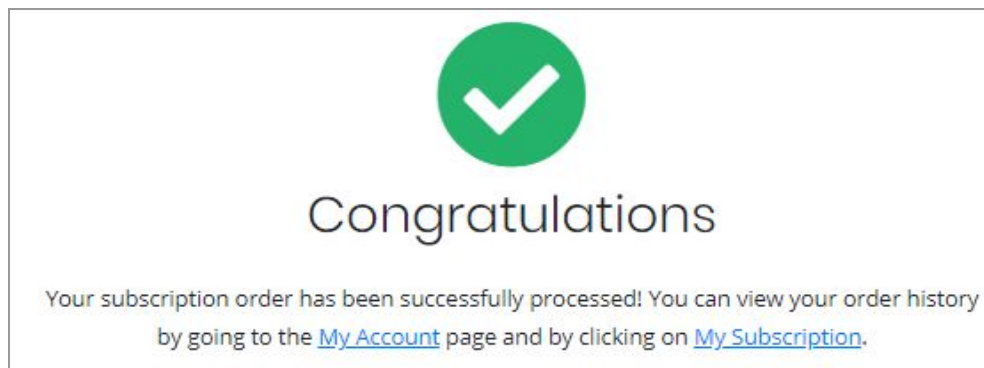 Congratulations
Your subscription order has been successfully processed! You can view your order history
by going to the My Account page and by clicking on My Subscription.